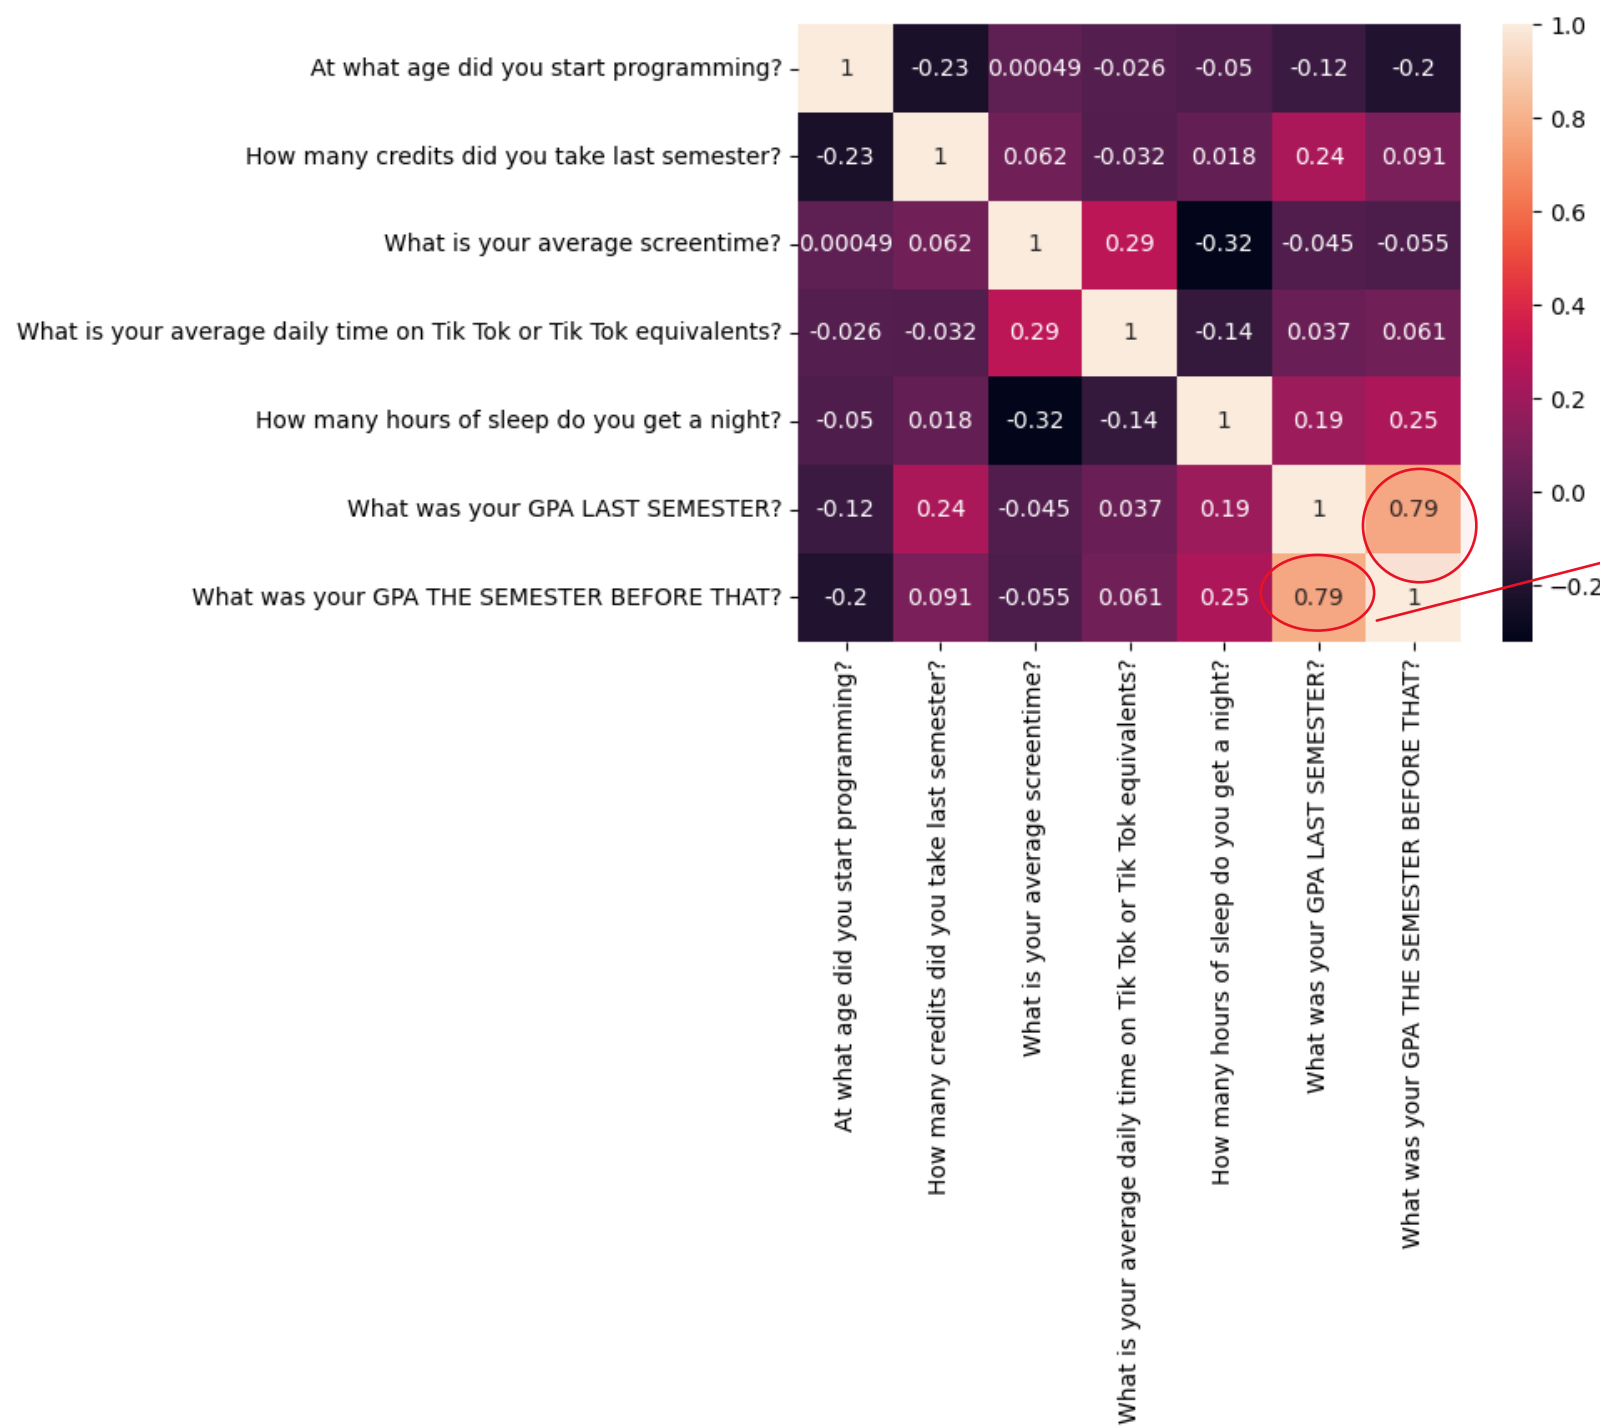 At what age did you start programming? 1 -0.23 0.00049 -0.026 -0.05 -0.12 -0.2
How many credits did you take last semester? -0.23 1 0.062 -0.032 0.018 0.24 0.091
What is your average screentime? 0.00049 0.062 1 0.29 -0.32 -0.045 -0.055
What is your average daily time on Tik Tok or Tik Tok equivalents? -0.026 -0.032 0.29 1 -0.14 0.037 0.061
How many hours of sleep do you get a night? -0.05 0.018 -0.32 -0.14 1 0.19 0.25
What was your GPA LAST SEMESTER? -0.12 0.24 -0.045 0.037 0.19 1 0.79
What was your GPA THE SEMESTER BEFORE THAT? -0.2 0.091 -0.055 0.061 0.25 0.79 1
At what age did you start programming?
How many credits did you take last semester?
What is your average screentime?
What is your average daily time on Tik Tok or Tik Tok equivalents?
How many hours of sleep do you get a night?
What was your GPA LAST SEMESTER?
What was your GPA THE SEMESTER BEFORE THAT?
1.0
0.8
0.6
0.4
0.2
0.0
−0.2